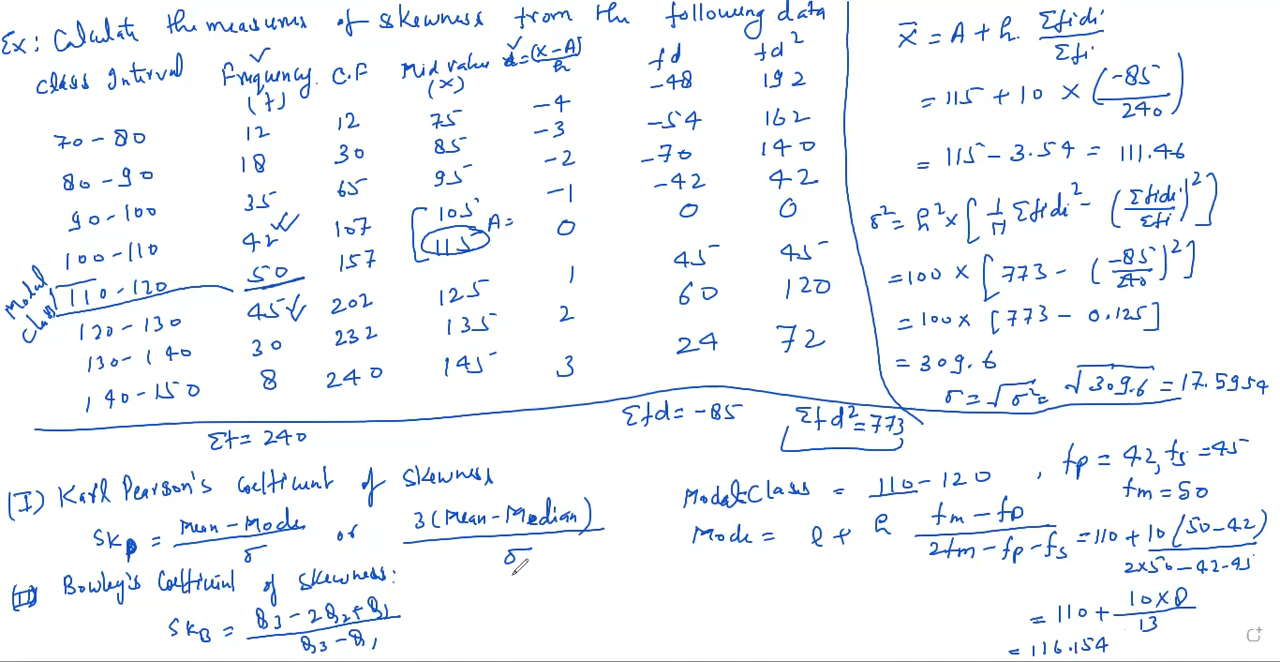 Ex: Calculate the measures of skewness from the following data
Class Interval Frequency (f) C.F Mid value (x) d=(x-A)/h fd fd²
70-80 12 12 75 -4 -48 192
80-90 18 30 85 -3 -54 162
90-100 35 65 95 -2 -70 140
100-110 42 107 105 -1 -42 42
Modal Class 110-120 50 157 115 A= 0 0 0
120-130 45 202 125 1 45 45
130-140 30 232 135 2 60 120
140-150 8 240 145 3 24 72
Σf=240 Σfd=-85 Σfd²=773
x̄ = A + h. Σfidi/Σfi
= 115 + 10 × (-85/240)
= 115 - 3.54 = 111.46
σ² = h² × [1/N Σfidi² - (Σfidi/Σfi)²]
= 100 × [773 - (-85/240)²]
= 100 × [773 - 0.125]
= 309.6
σ = √σ² = √309.6 = 17.5954
(I) Karl Pearson's Coefficient of Skewness
SKp = Mean - Mode/σ or 3(Mean-Median)/σ
(II) Bowley's Coefficient of Skewness:
SKB = Q3-2Q2+Q1/Q3-Q1
Modal Class = 110-120, fp = 42, fs = 45
fm = 50
Mode = l + h fm-fp/2fm-fp-fs = 110 + 10(50-42)/2×50-42-45
= 110 + 10×8/13
= 116.154